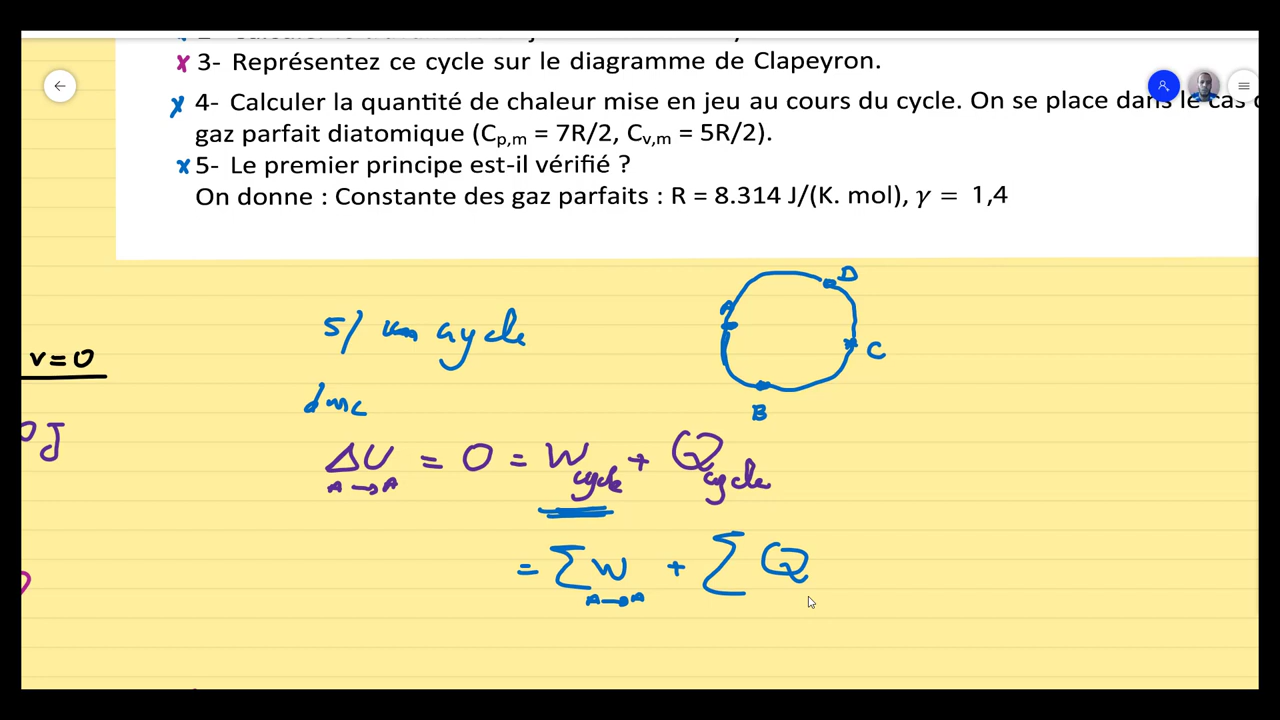 3- Représentez ce cycle sur le diagramme de Clapeyron.
4- Calculer la quantité de chaleur mise en jeu au cours du cycle. On se place dans le cas
gaz parfait diatomique (Cp,m = 7R/2, Cv,m = 5R/2).
5- Le premier principe est-il vérifié ?
On donne : Constante des gaz parfaits : R = 8.314 J/(K. mol), γ = 1,4
D
A
5/ un cycle
C
v=0
donc
B
0J
ΔU = 0 = Wcycle + Qcycle
A→A
= ΣW + ΣQ
A→A